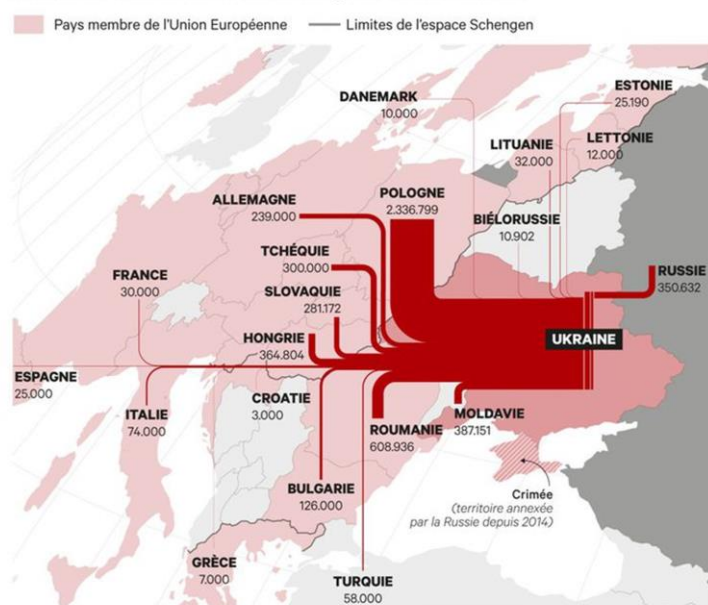 Pays membre de l'Union Européenne
Limites de l'espace Schengen
DANEMARK
10.000
ESTONIE
25.190
LITUANIE
32.000
LETTONIE
12.000
ALLEMAGNE
239.000
POLOGNE
2.336.799
BIÉLORUSSIE
10.902
TCHÉQUIE
300.000
FRANCE
30.000
RUSSIE
350.632
SLOVAQUIE
281.172
HONGRIE
364.804
UKRAINE
ESPAGNE
25.000
CROATIE
3.000
ITALIE
74.000
ROUMANIE
608.936
MOLDAVIE
387.151
BULGARIE
126.000
Crimée
(territoire annexée
par la Russie depuis 2014)
GRÈCE
7.000
TURQUIE
58.000